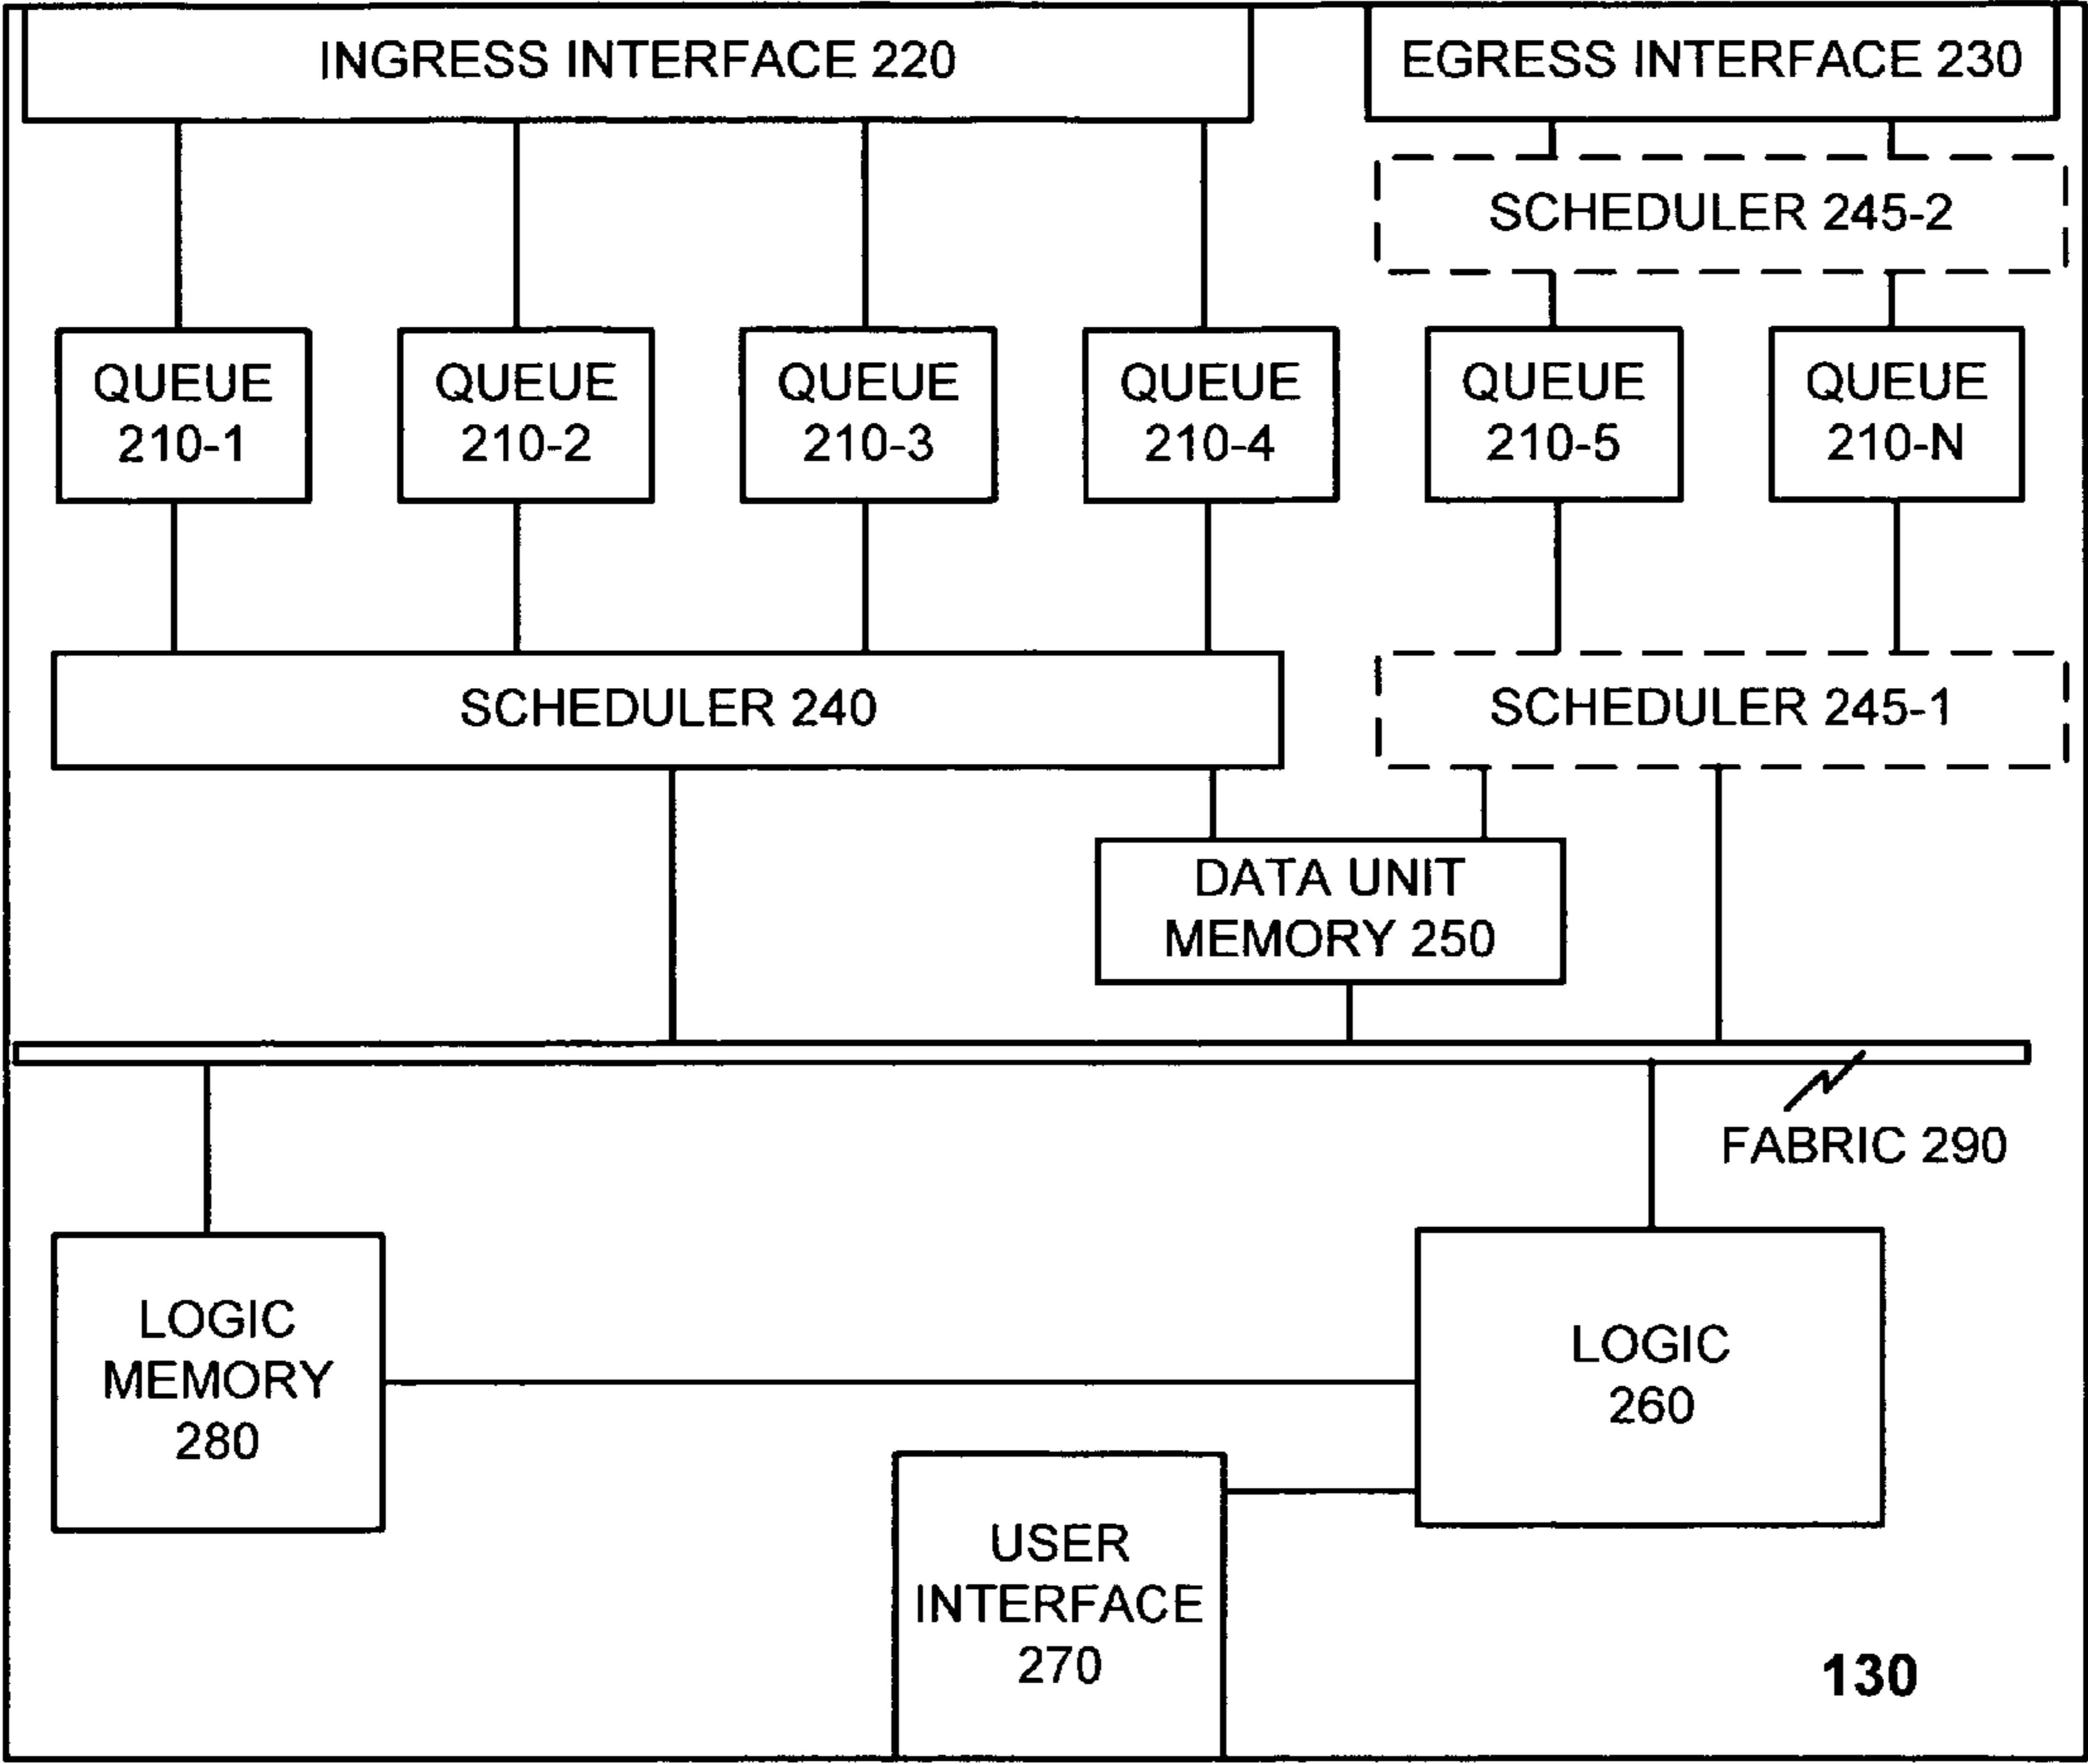 INGRESS INTERFACE 220
EGRESS INTERFACE 230
SCHEDULER 245-2
QUEUE
210-1
QUEUE
210-2
QUEUE
210-3
QUEUE
210-4
QUEUE
210-5
QUEUE
210-N
SCHEDULER 240
SCHEDULER 245-1
DATA UNIT
MEMORY 250
FABRIC 290
LOGIC
MEMORY
280
LOGIC
260
USER
INTERFACE
270
130